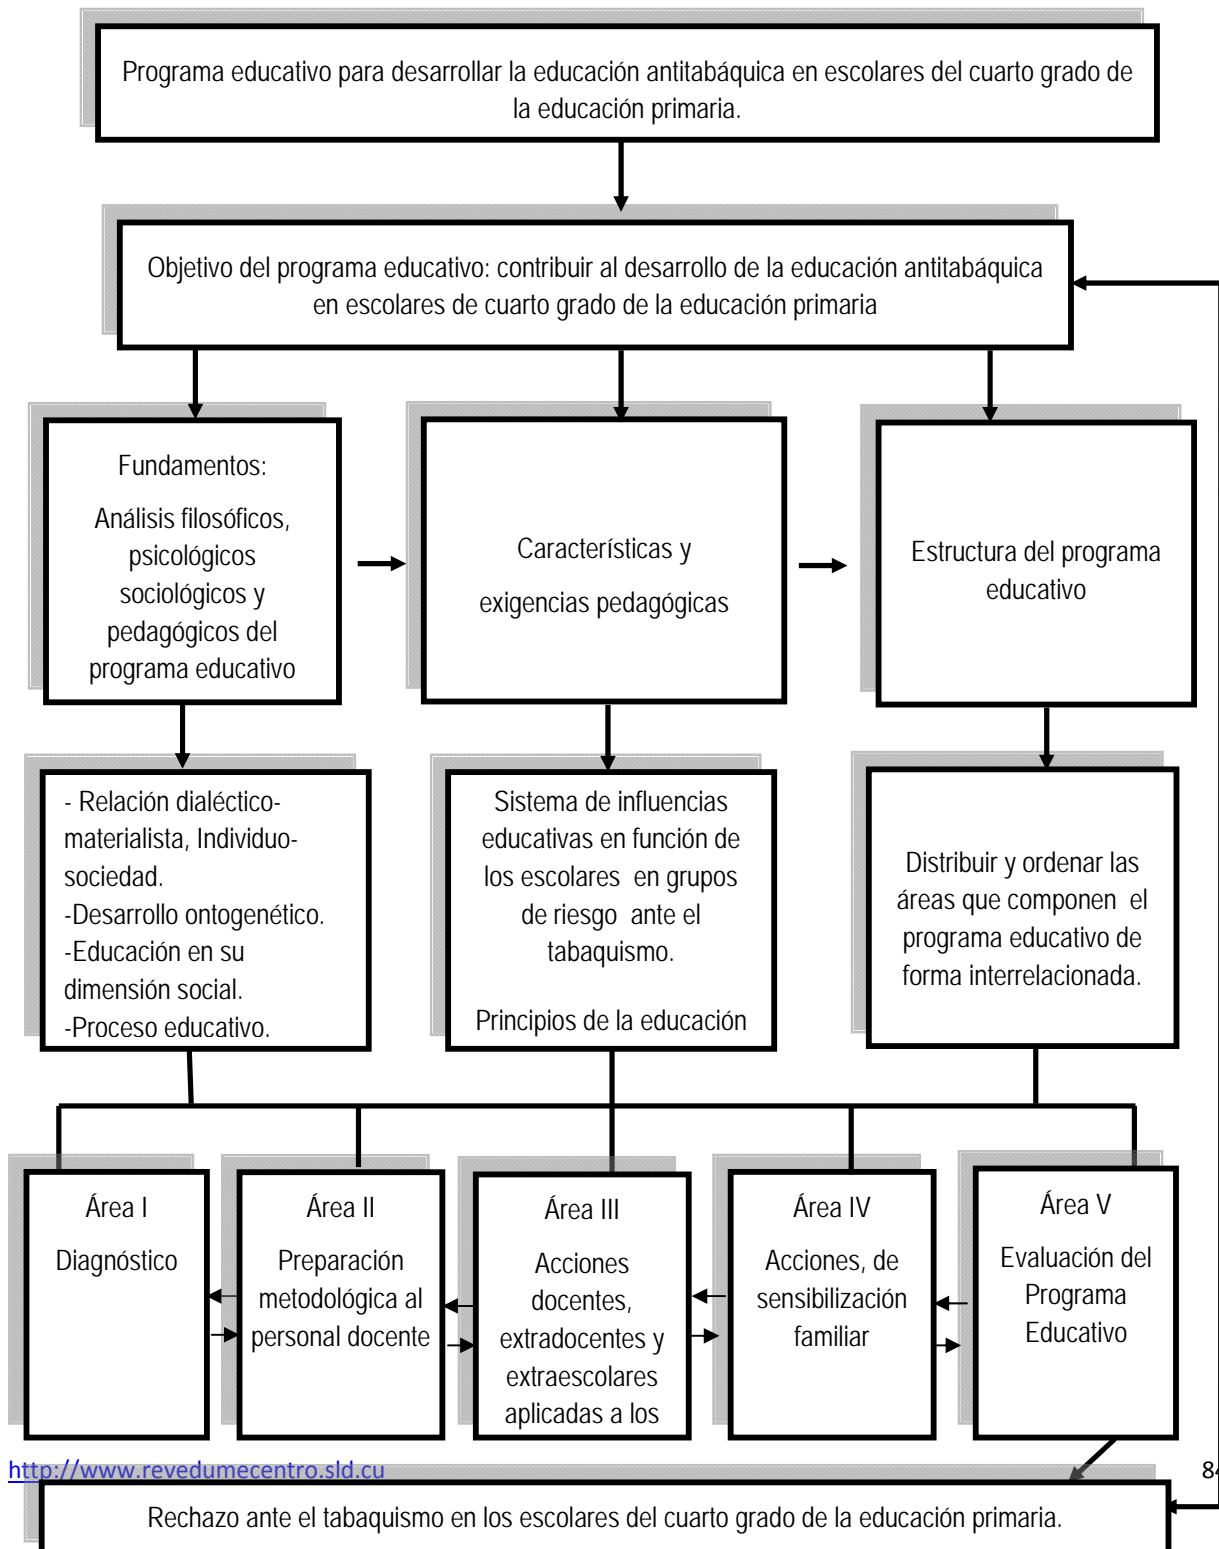 Programa educativo para desarrollar la educación antitabáquica en escolares del cuarto grado de
la educación primaria.
Objetivo del programa educativo: contribuir al desarrollo de la educación antitabáquica
en escolares de cuarto grado de la educación primaria
Fundamentos:
Análisis filosóficos,
psicológicos
sociológicos y
pedagógicos del
programa educativo
Características y
exigencias pedagógicas
Estructura del programa
educativo
- Relación dialéctico-
materialista, Individuo-
sociedad.
-Desarrollo ontogenético.
-Educación en su
dimensión social.
-Proceso educativo.
Sistema de influencias
educativas en función de
los escolares en grupos
de riesgo ante el
tabaquismo.
Principios de la educación
Distribuir y ordenar las
áreas que componen el
programa educativo de
forma interrelacionada.
Área I
Diagnóstico
Área II
Preparación
metodológica al
personal docente
Área III
Acciones
docentes,
extradocentes y
extraescolares
aplicadas a los
Área IV
Acciones, de
sensibilización
familiar
Área V
Evaluación del
Programa
Educativo
http://www.revedumecentro.sld.cu
Rechazo ante el tabaquismo en los escolares del cuarto grado de la educación primaria.